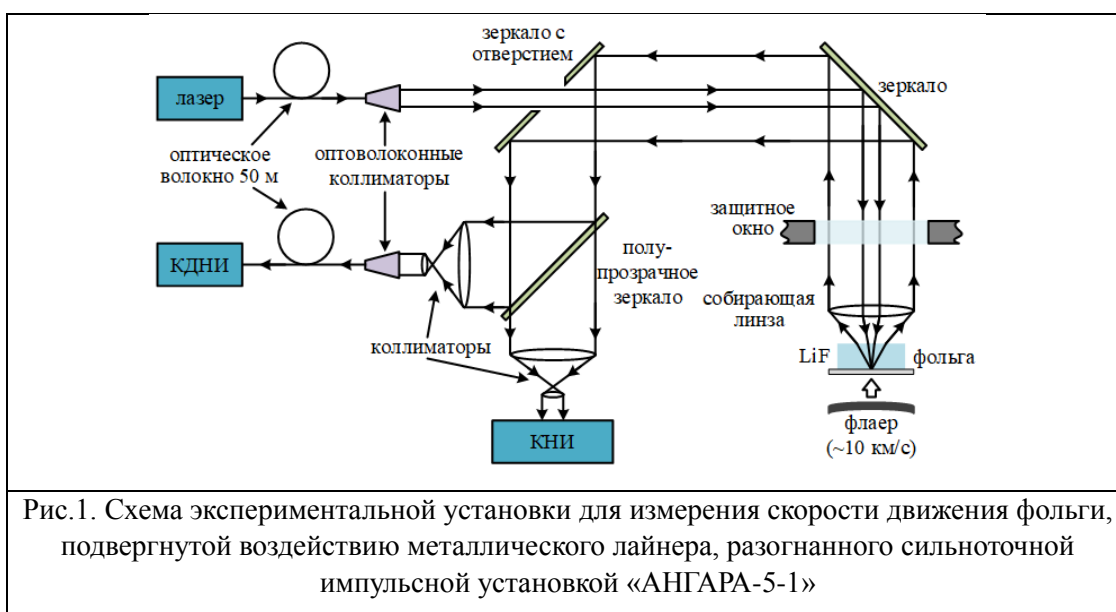 зеркало с
отверстием
лазер
зеркало
оптическое
волокно 50 м
оптоволоконные
коллиматоры
защитное
окно
КДНИ
полу-
прозрачное
зеркало
собирающая
линза
коллиматоры
LiF
фольга
КНИ
флаер
(~10 км/с)
Рис.1. Схема экспериментальной установки для измерения скорости движения фольги,
подвергнутой воздействию металлического лайнера, разогнанного сильноточной
импульсной установкой «АНГАРА-5-1»